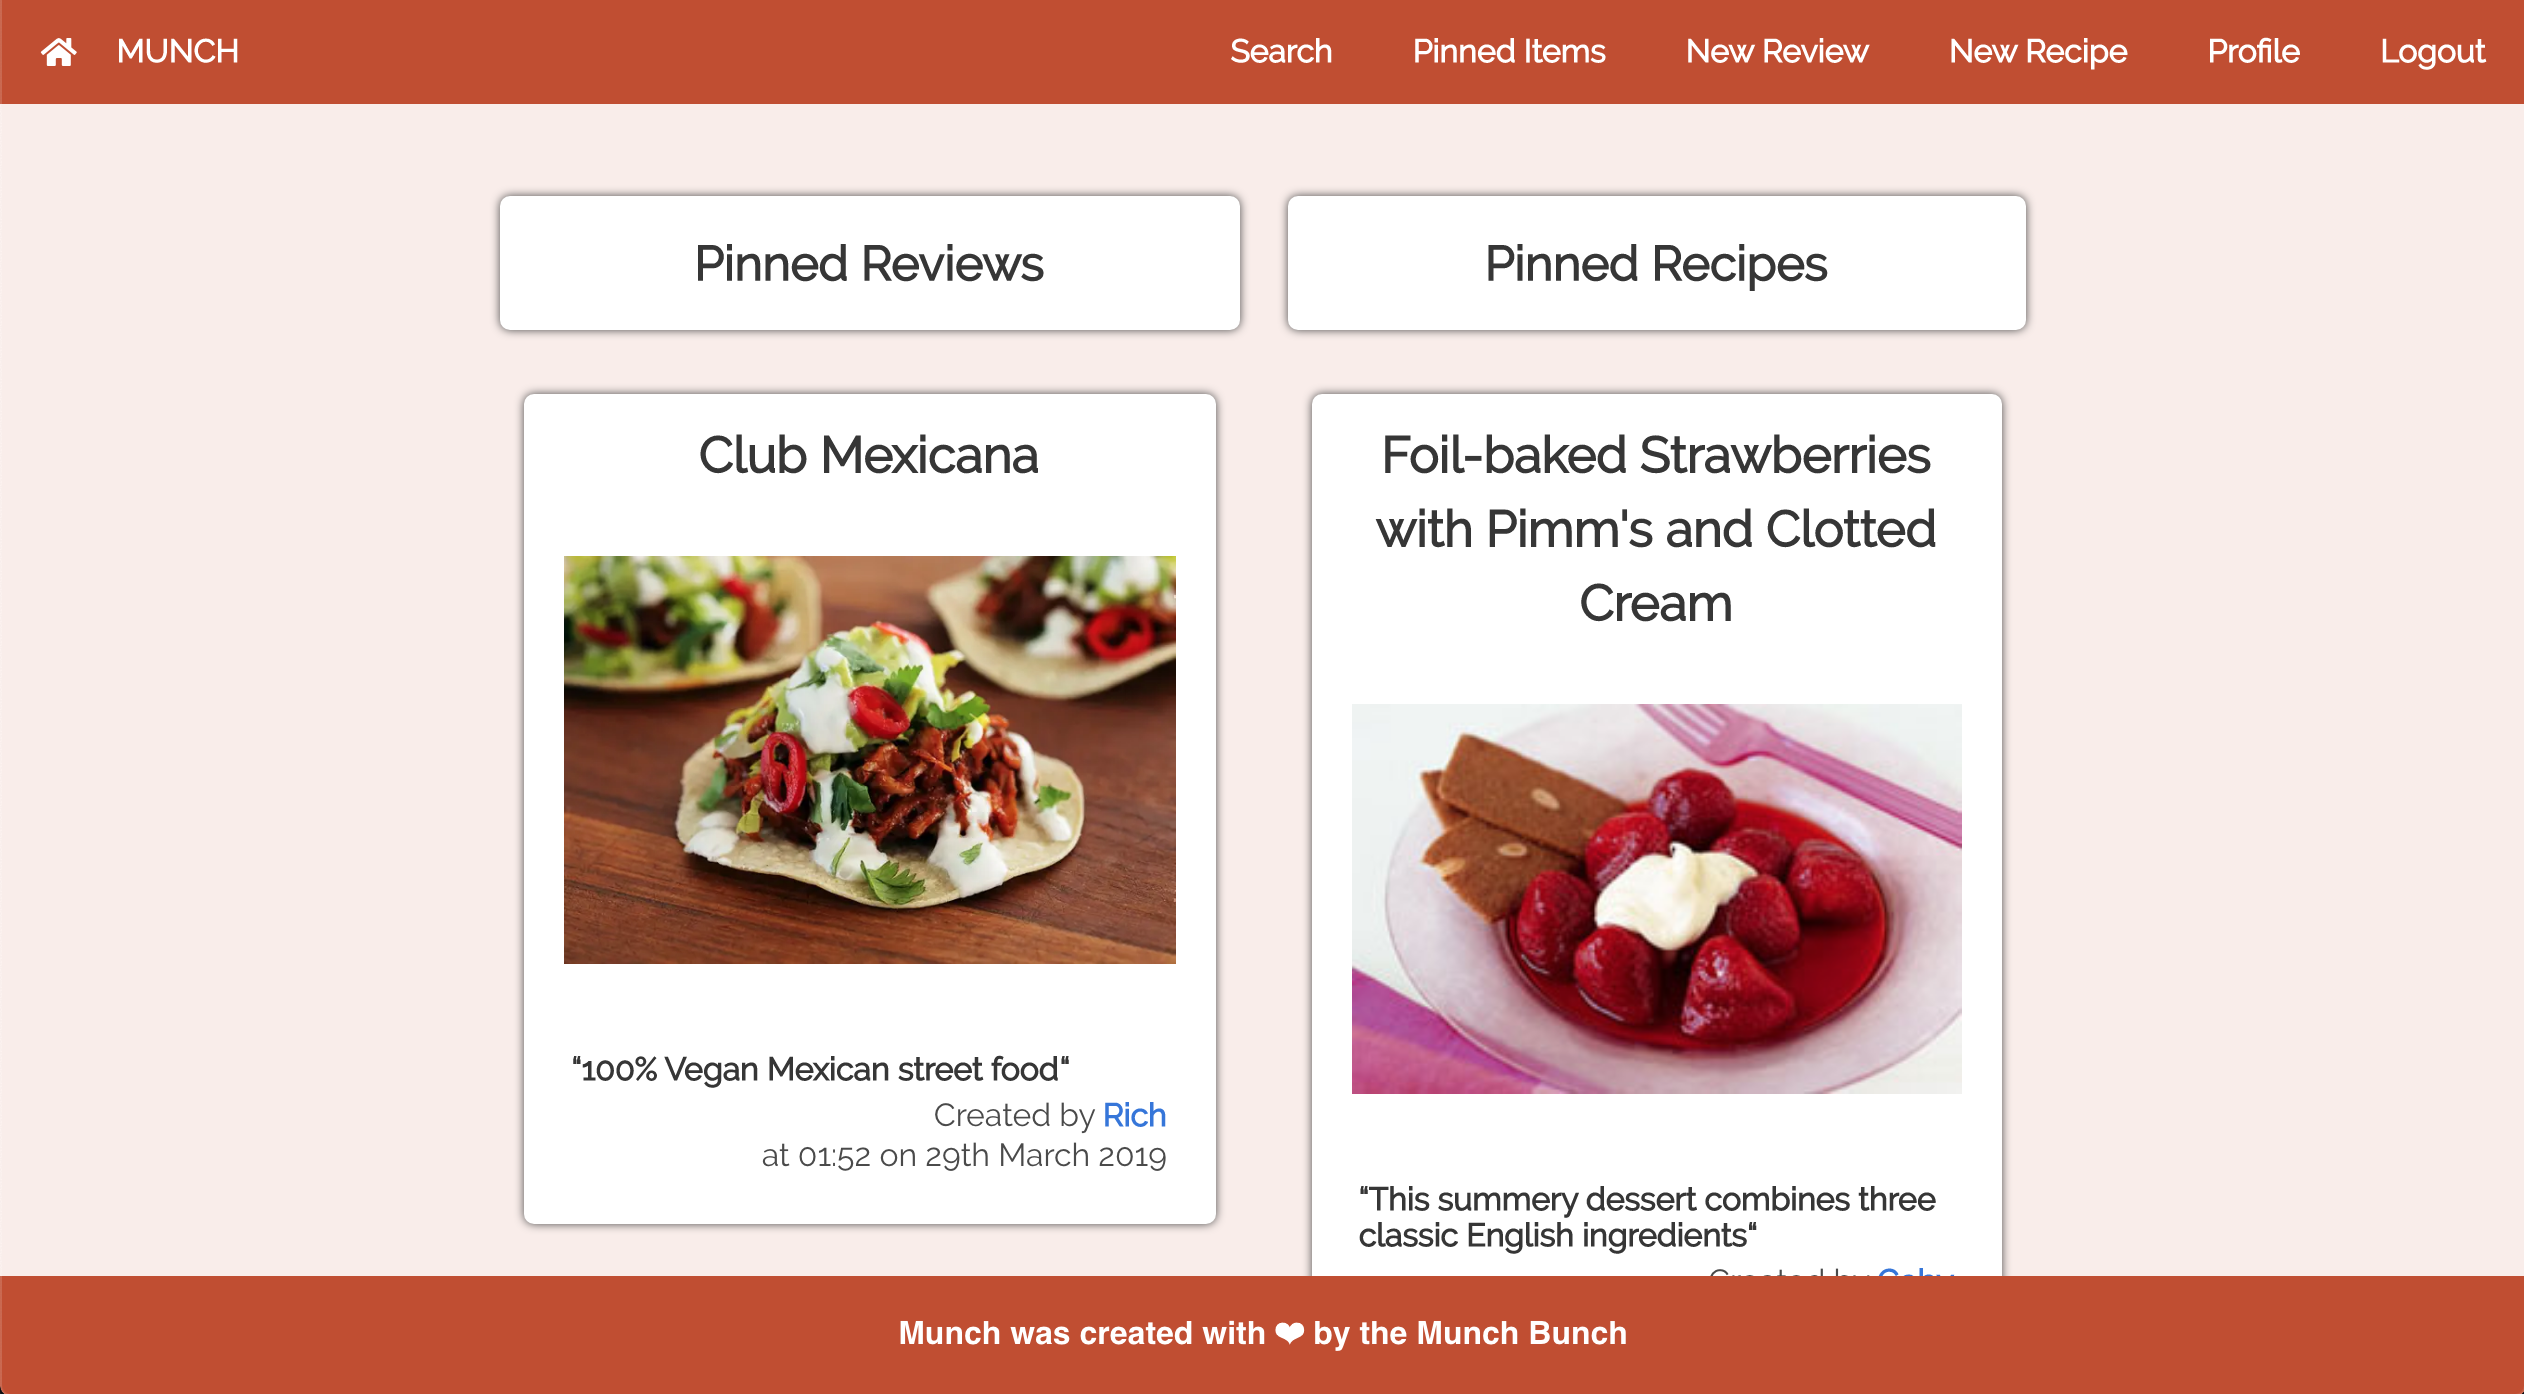 MUNCH
Search
Pinned Items
New Review
New Recipe
Profile
Logout
Pinned Reviews
Pinned Recipes
Club Mexicana
“100% Vegan Mexican street food“
Created by Rich
at 01:52 on 29th March 2019
Foil-baked Strawberries
with Pimm's and Clotted
Cream
“This summery dessert combines three
classic English ingredients“
Created by
Munch was created with ❤ by the Munch Bunch